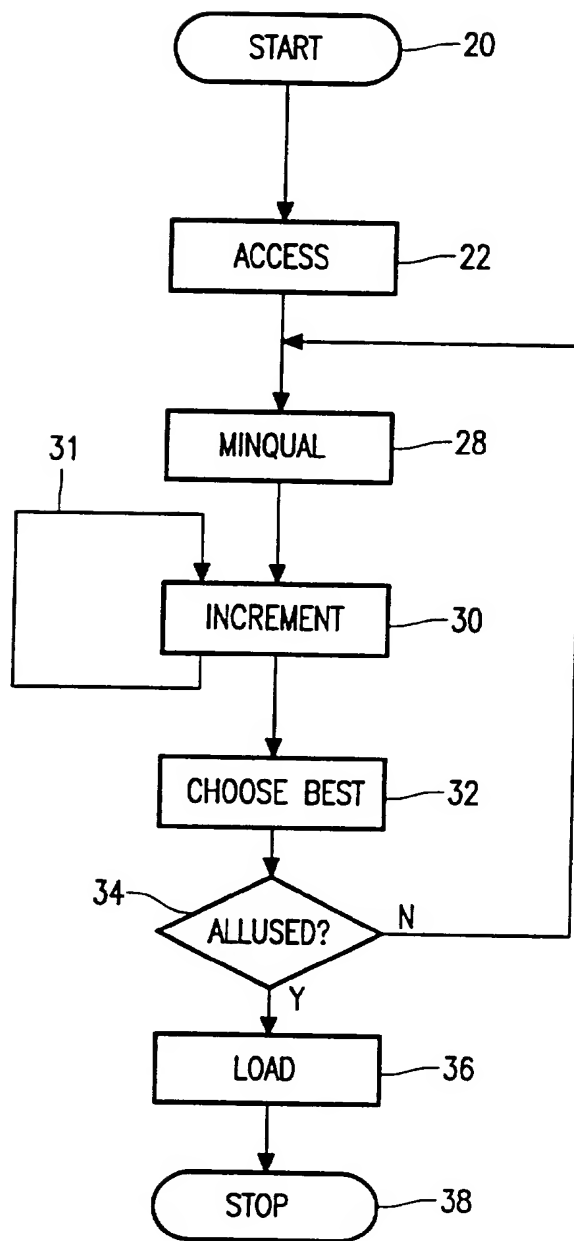 START 20
ACCESS 22
MINQUAL 28
31
INCREMENT 30
CHOOSE BEST 32
34
ALLUSED? N
Y
LOAD 36
STOP 38